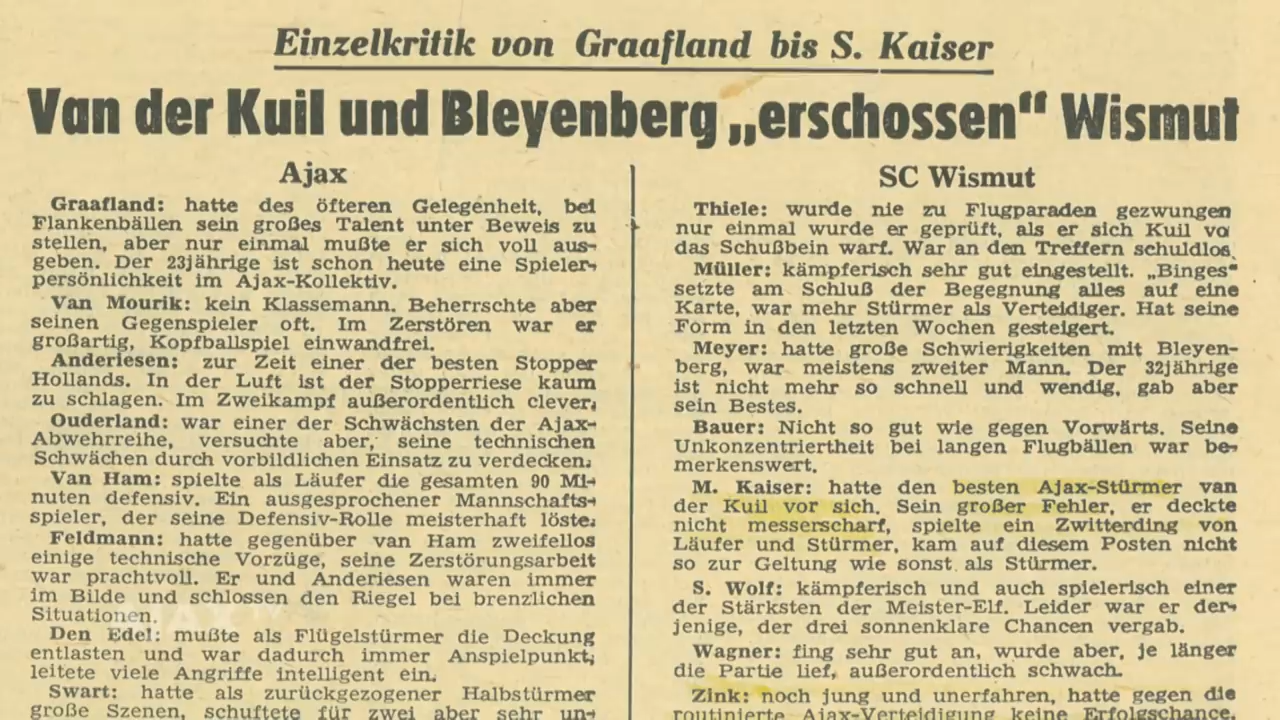 Einzelkritik von Graafland bis S. Kaiser
Van der Kuil und Bleyenberg „erschossen“ Wismut
Ajax
Graafland: hatte des öfteren Gelegenheit, bei
Flankenbällen sein großes Talent unter Beweis zu
stellen, aber nur einmal mußte er sich voll aus-
geben. Der 23jährige ist schon heute eine Spieler-
persönlichkeit im Ajax-Kollektiv.
Van Mourik: kein Klassemann. Beherrschte aber
seinen Gegenspieler oft. Im Zerstören war er
großartig, Kopfballspiel einwandfrei.
Anderiesen: zur Zeit einer der besten Stopper
Hollands. In der Luft ist der Stopperriese kaum
zu schlagen. Im Zweikampf außerordentlich clever.
Ouderland: war einer der Schwächsten der Ajax-
Abwehrreihe, versuchte aber, seine technischen
Schwächen durch vorbildlichen Einsatz zu verdecken.
Van Ham: spielte als Läufer die gesamten 90 Mi-
nuten defensiv. Ein ausgesprochener Mannschafts-
spieler, der seine Defensiv-Rolle meisterhaft löste.
Feldmann: hatte gegenüber van Ham zweifellos
einige technische Vorzüge, seine Zerstörungsarbeit
war prachtvoll. Er und Anderiesen waren immer
im Bilde und schlossen den Riegel bei brenzlichen
Situationen.
Den Edel: mußte als Flügelstürmer die Deckung
entlasten und war dadurch immer Anspielpunkt,
leitete viele Angriffe intelligent ein.
Swart: hatte als zurückgezogener Halbstürmer
große Szenen, schuftete für zwei aber sehr un-
SC Wismut
Thiele: wurde nie zu Flugparaden gezwungen
nur einmal wurde er geprüft, als er sich Kuil vo
das Schußbein warf. War an den Treffern schuldlos.
Müller: kämpferisch sehr gut eingestellt. „Binges“
setzte am Schluß der Begegnung alles auf eine
Karte, war mehr Stürmer als Verteidiger. Hat seine
Form in den letzten Wochen gesteigert.
Meyer: hatte große Schwierigkeiten mit Bleyen-
berg, war meistens zweiter Mann. Der 32jährige
ist nicht mehr so schnell und wendig, gab aber
sein Bestes.
Bauer: Nicht so gut wie gegen Vorwärts. Seine
Unkonzentriertheit bei langen Flugbällen war be-
merkenswert.
M. Kaiser: hatte den besten Ajax-Stürmer van
der Kuil vor sich. Sein großer Fehler, er deckte
nicht messerscharf, spielte ein Zwitterding von
Läufer und Stürmer, kam auf diesem Posten nicht
so zur Geltung wie sonst als Stürmer.
S. Wolf: kämpferisch und auch spielerisch einer
der Stärksten der Meister-Elf. Leider war er der-
jenige, der drei sonnenklare Chancen vergab.
Wagner: fing sehr gut an, wurde aber, je länger
die Partie lief, außerordentlich schwach.
Zink: noch jung und unerfahren, hatte gegen die
routinierte Ajax-Verteidigung keine Erfolgschance.